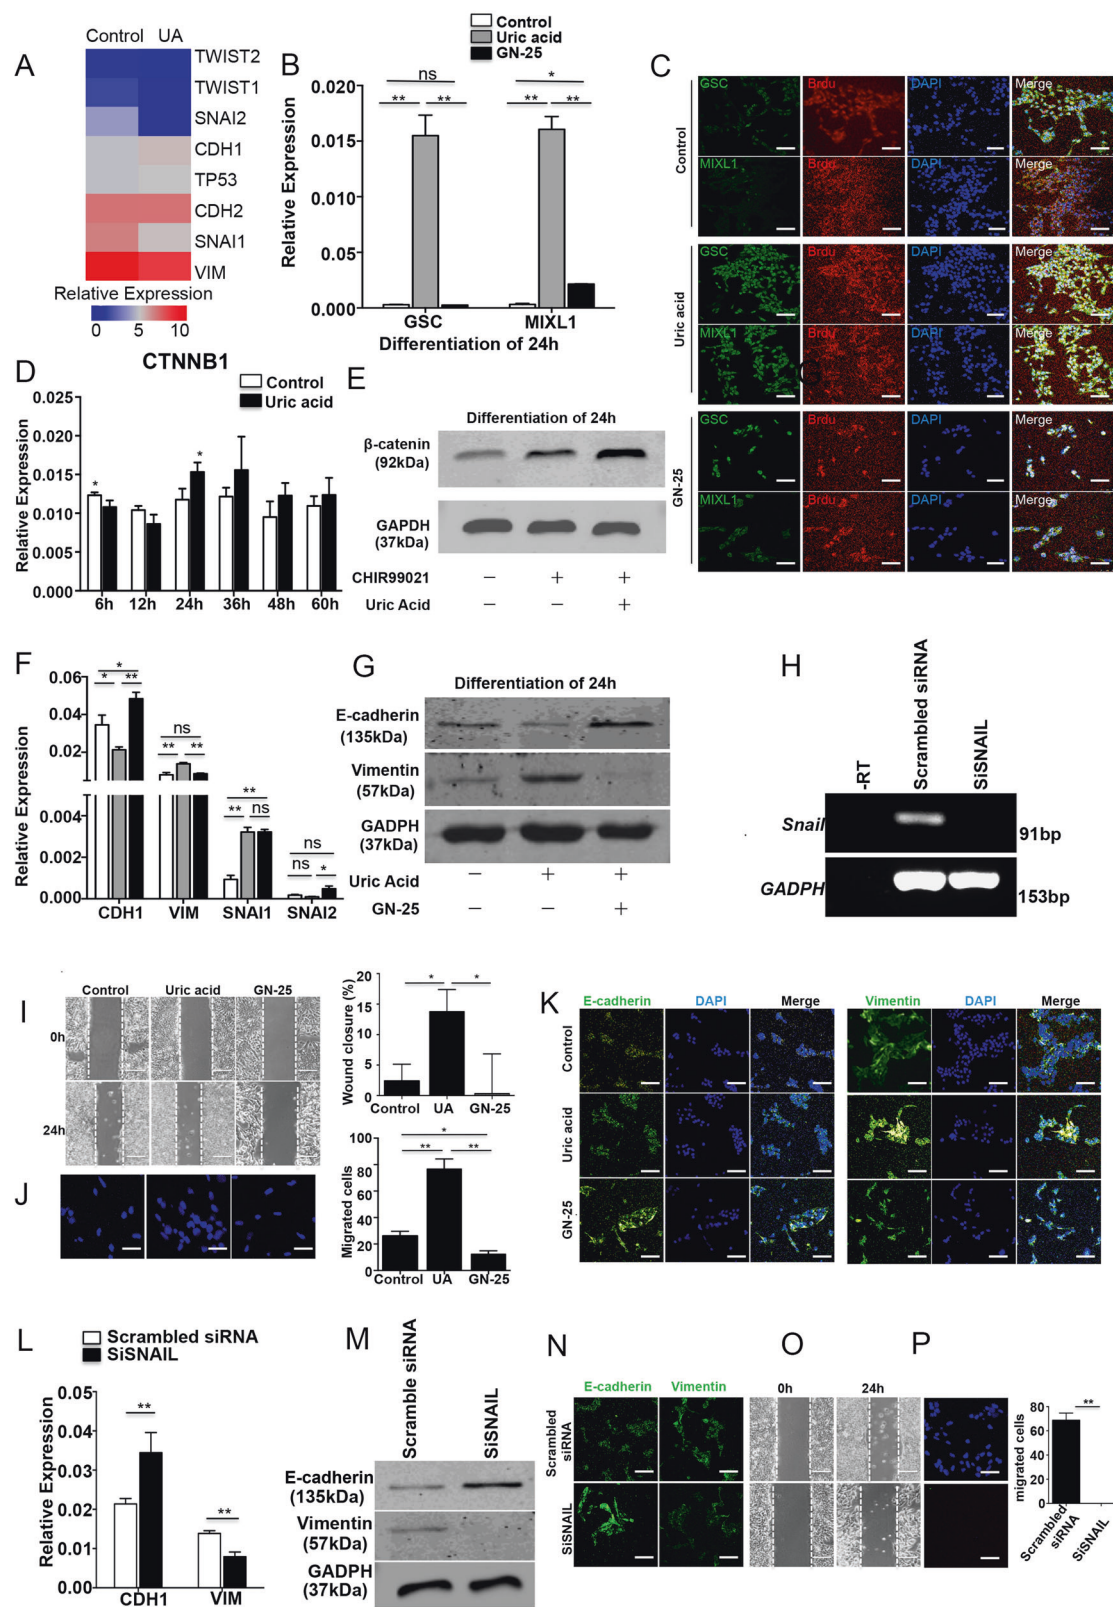 A
Control UA
TWIST2
TWIST1
SNAI2
CDH1
TP53
CDH2
SNAI1
VIM
Relative Expression
0 5 10
B
Control
Uric acid
GN-25
ns *
** ** ** **
Relative Expression
0.020
0.015
0.010
0.005
0.000
GSC MIXL1
Differentiation of 24h
C
Control
GSC Brdu DAPI Merge
MIXL1 Brdu DAPI Merge
Uric acid
GSC Brdu DAPI Merge
MIXL1 Brdu DAPI Merge
GN-25
GSC Brdu DAPI Merge
MIXL1 Brdu DAPI Merge
D
CTNNB1
Control
Uric acid
Relative Expression
0.025
0.020
0.015
0.010
0.005
0.000
* *
6h 12h 24h 36h 48h 60h
E
Differentiation of 24h
β-catenin
(92kDa)
GAPDH
(37kDa)
CHIR99021 — + +
Uric Acid — — +
F
Relative Expression
0.06
0.04
0.02
0.004
0.002
0.000
*
* **
ns
** **
**
** ns
ns
ns *
CDH1 VIM SNAI1 SNAI2
G
Differentiation of 24h
E-cadherin
(135kDa)
Vimentin
(57kDa)
GADPH
(37kDa)
Uric Acid — + +
GN-25 — — +
H
-RT
Scrambled siRNA
SiSNAIL
Snail 91bp
GADPH 153bp
I
Control Uric acid GN-25
0h
24h
Wound closure (%)
20
15
10
5
0
* *
Control UA GN-25
J
Migrated cells
100
80
60
40
20
0
*
** **
Control UA GN-25
K
E-cadherin DAPI Merge Vimentin DAPI Merge
Control
Uric acid
GN-25
L
Scrambled siRNA
SiSNAIL
Relative Expression
0.05
0.04
0.03
0.02
0.01
0.00
** **
CDH1 VIM
M
Scramble siRNA
SiSNAIL
E-cadherin
(135kDa)
Vimentin
(57kDa)
GADPH
(37kDa)
N
E-cadherin Vimentin
Scrambled
siRNA
SiSNAIL
O
0h 24h
P
migrated cells
80
60
40
20
0
**
Scrambled
siRNA
SiSNAIL